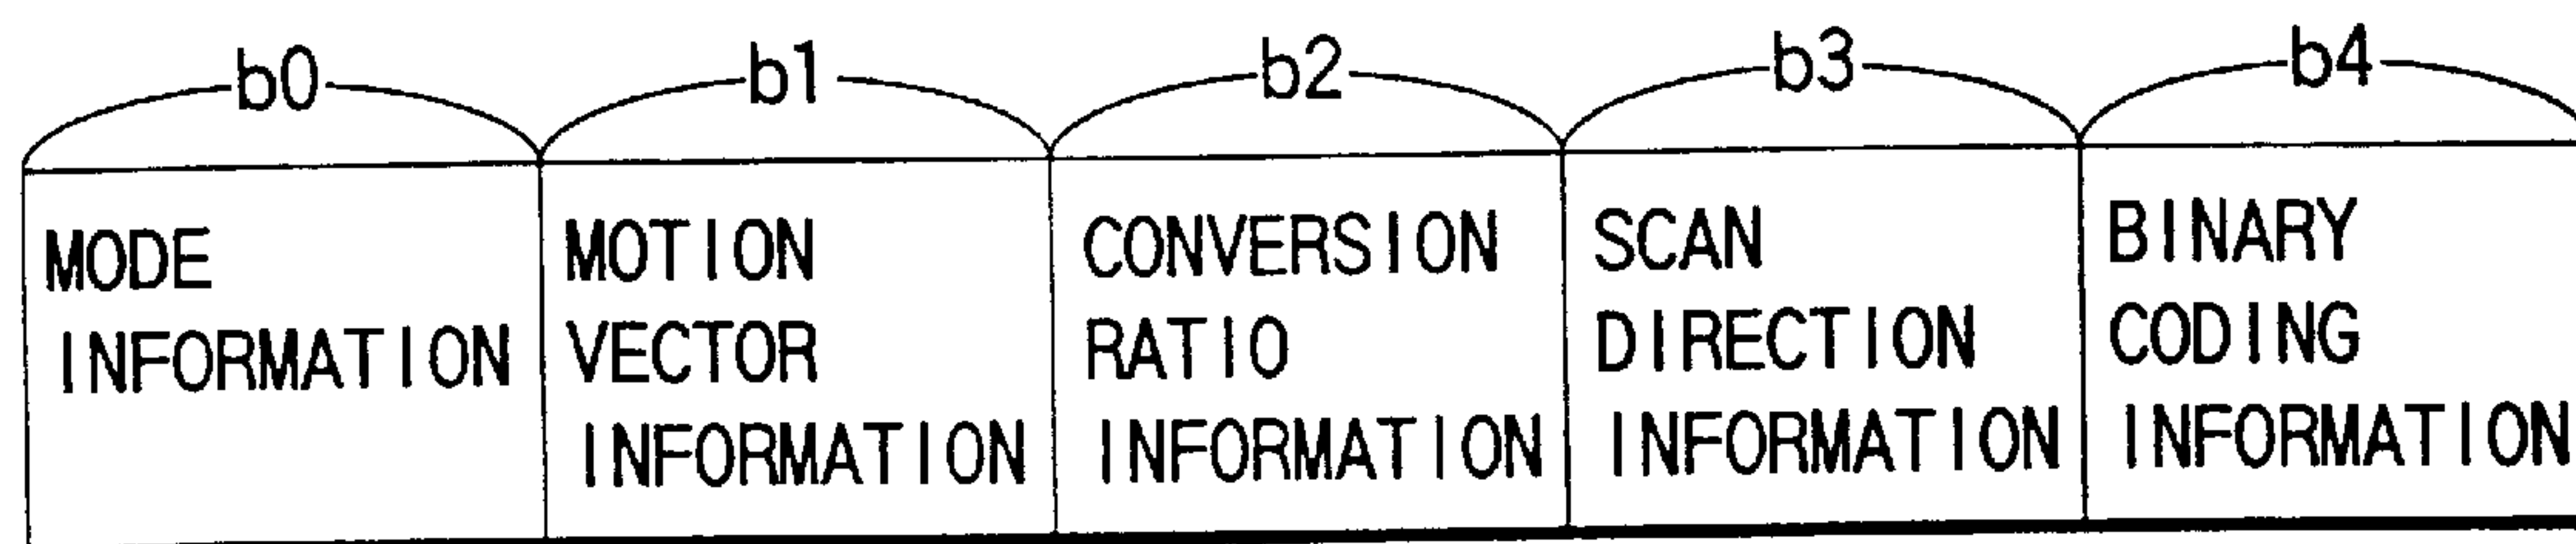 b0 b1 b2 b3 b4
MODE
INFORMATION
MOTION
VECTOR
INFORMATION
CONVERSION
RATIO
INFORMATION
SCAN
DIRECTION
INFORMATION
BINARY
CODING
INFORMATION